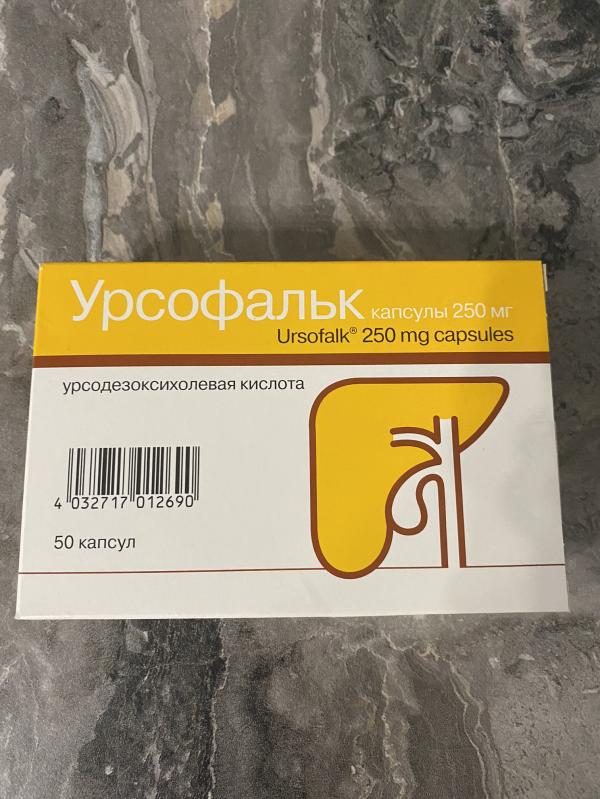 Урсофальк капсулы 250 мг
Ursofalk® 250 mg capsules
урсодезоксихолевая кислота
4 032717 012690
50 капсул